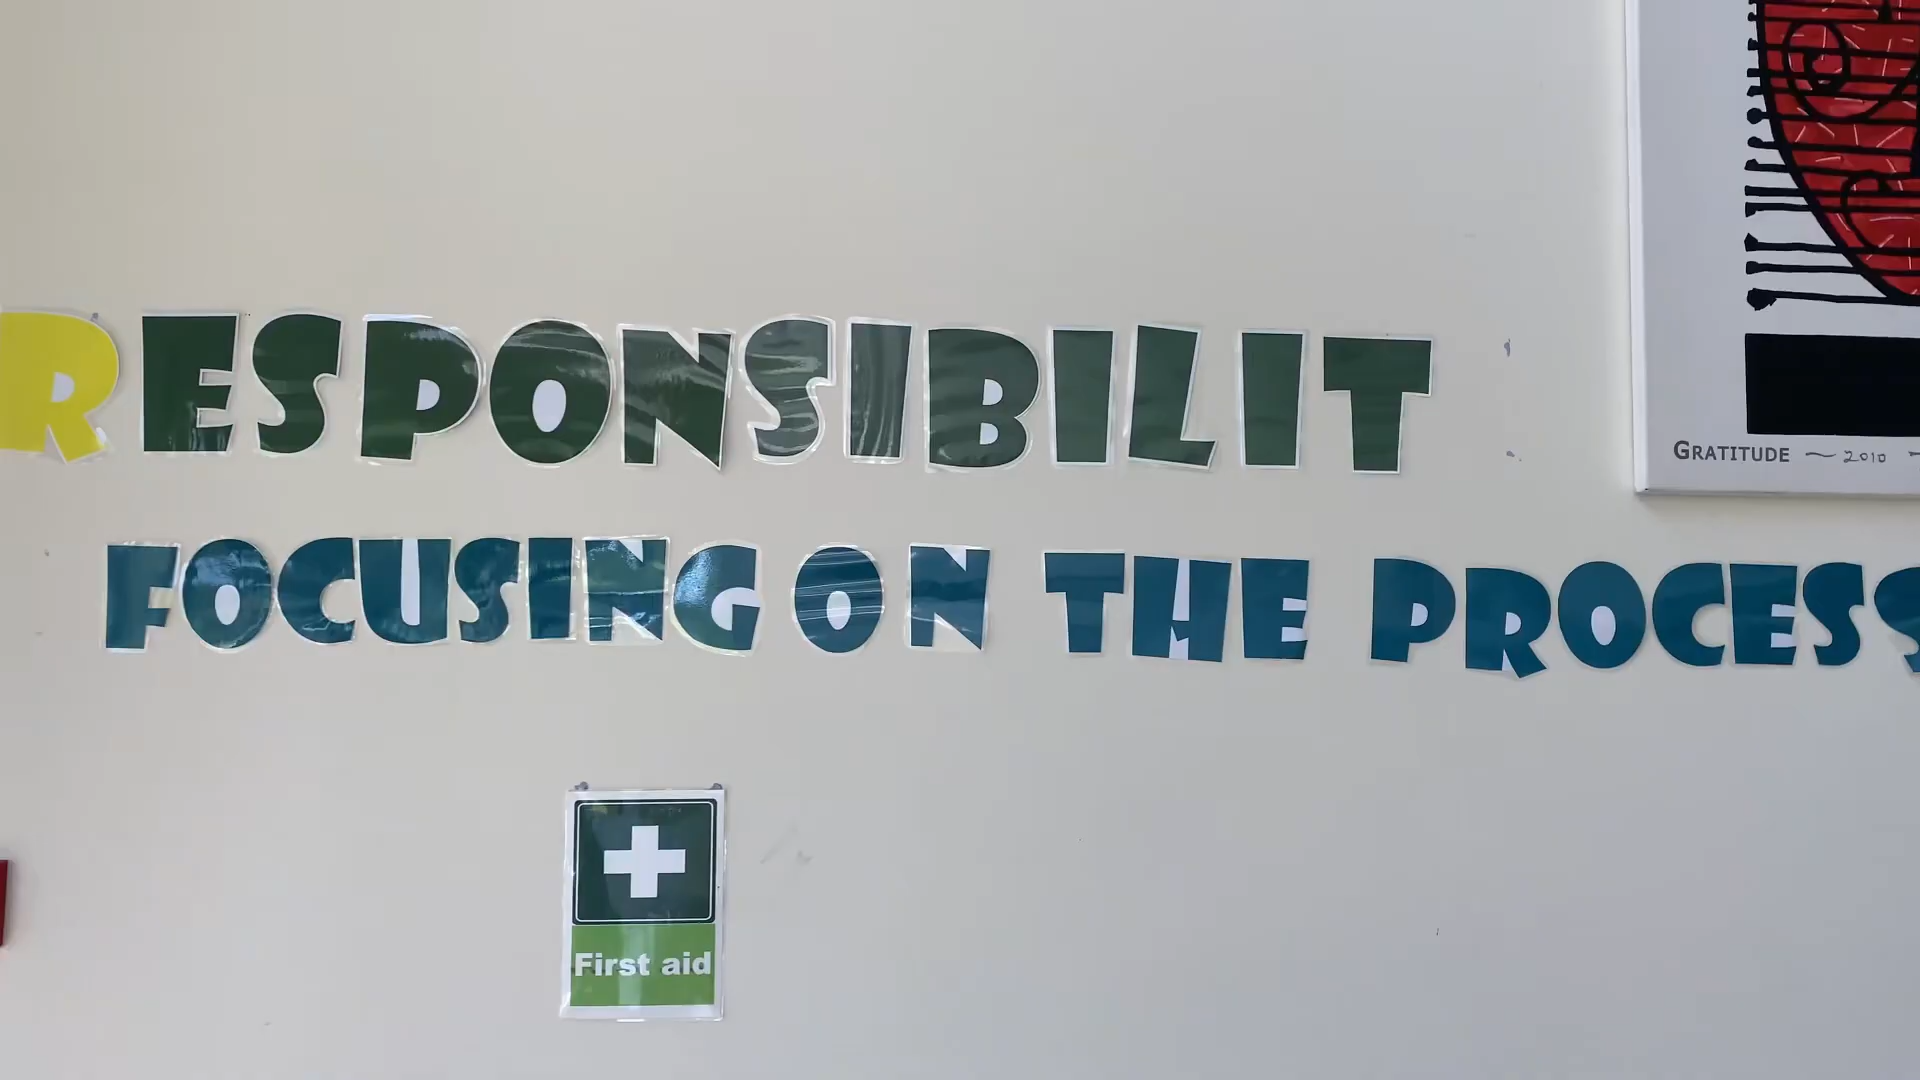 RESPONSIBILIT
GRATITUDE ~ 2010
FOCUSING ON THE PROCESS
First aid